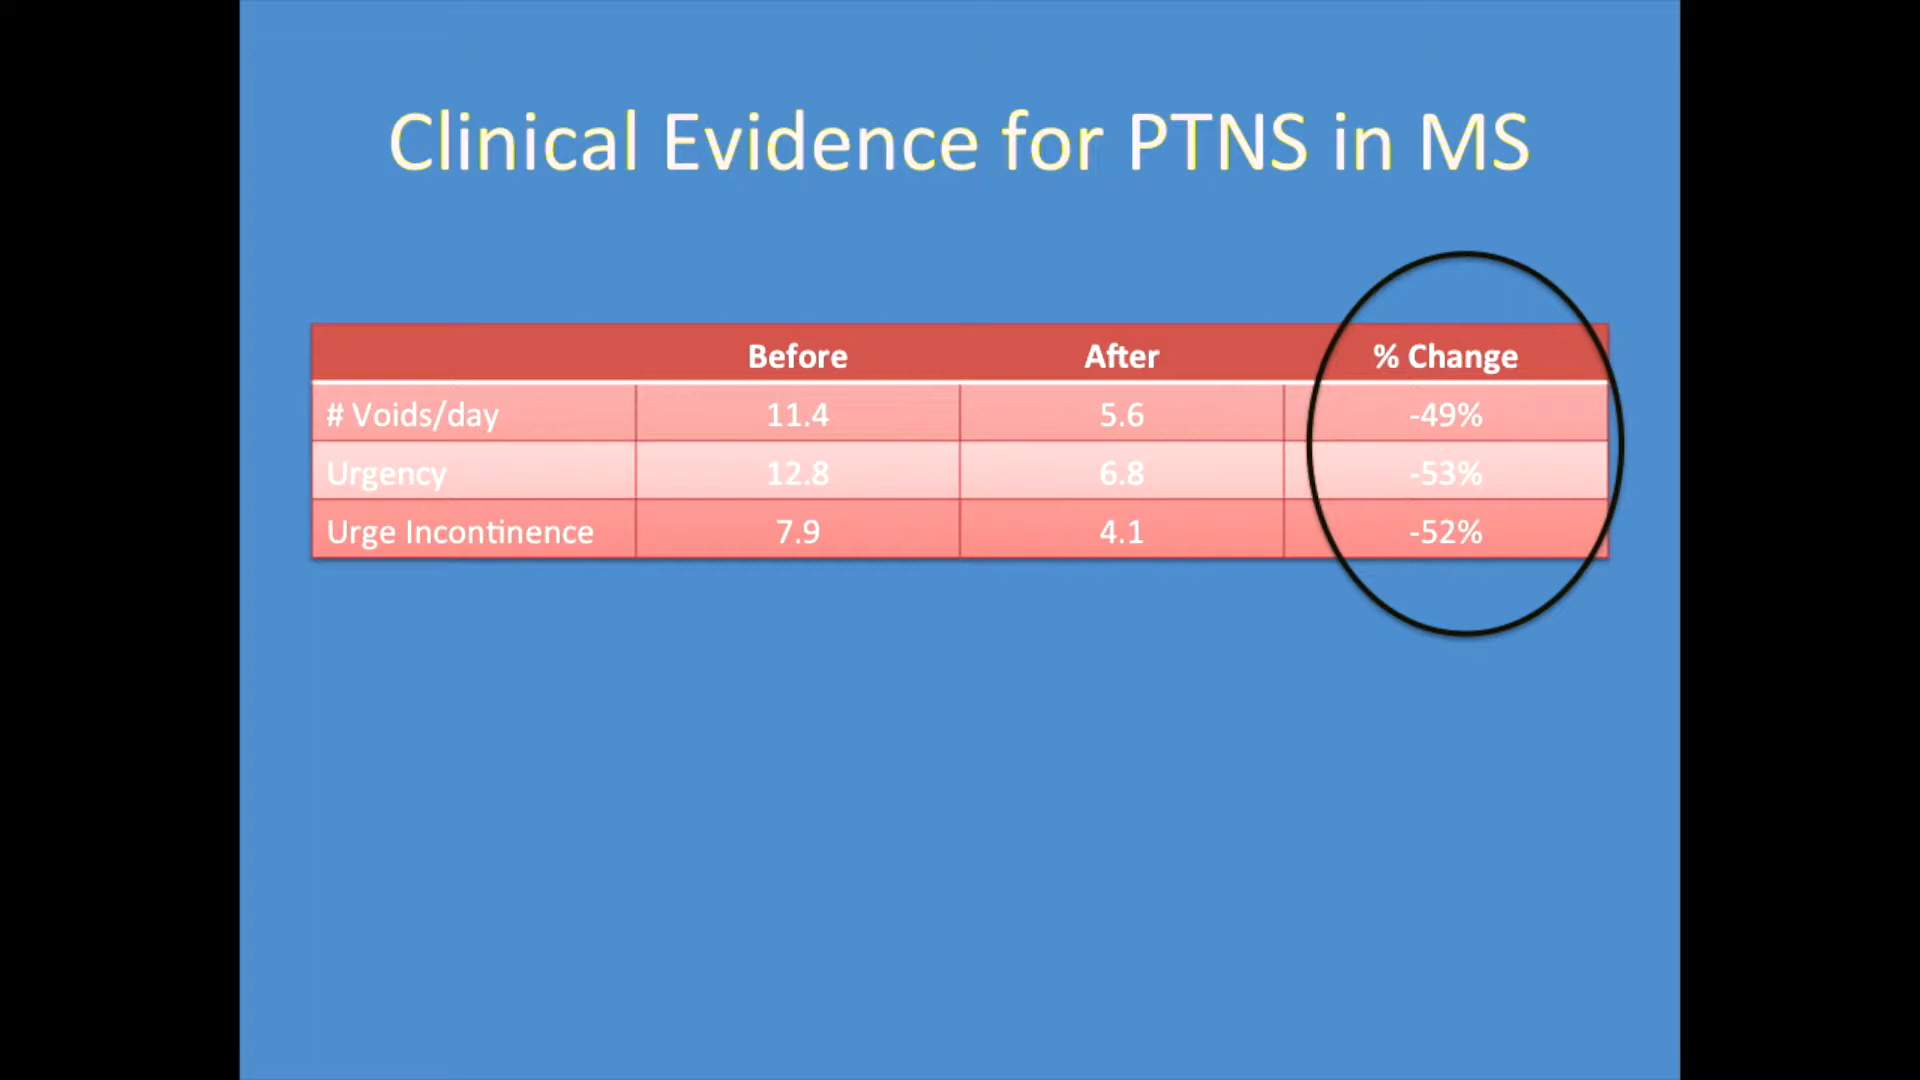 Clinical Evidence for PTNS in MS
Before After % Change
# Voids/day 11.4 5.6 -49%
Urgency 12.8 6.8 -53%
Urge Incontinence 7.9 4.1 -52%